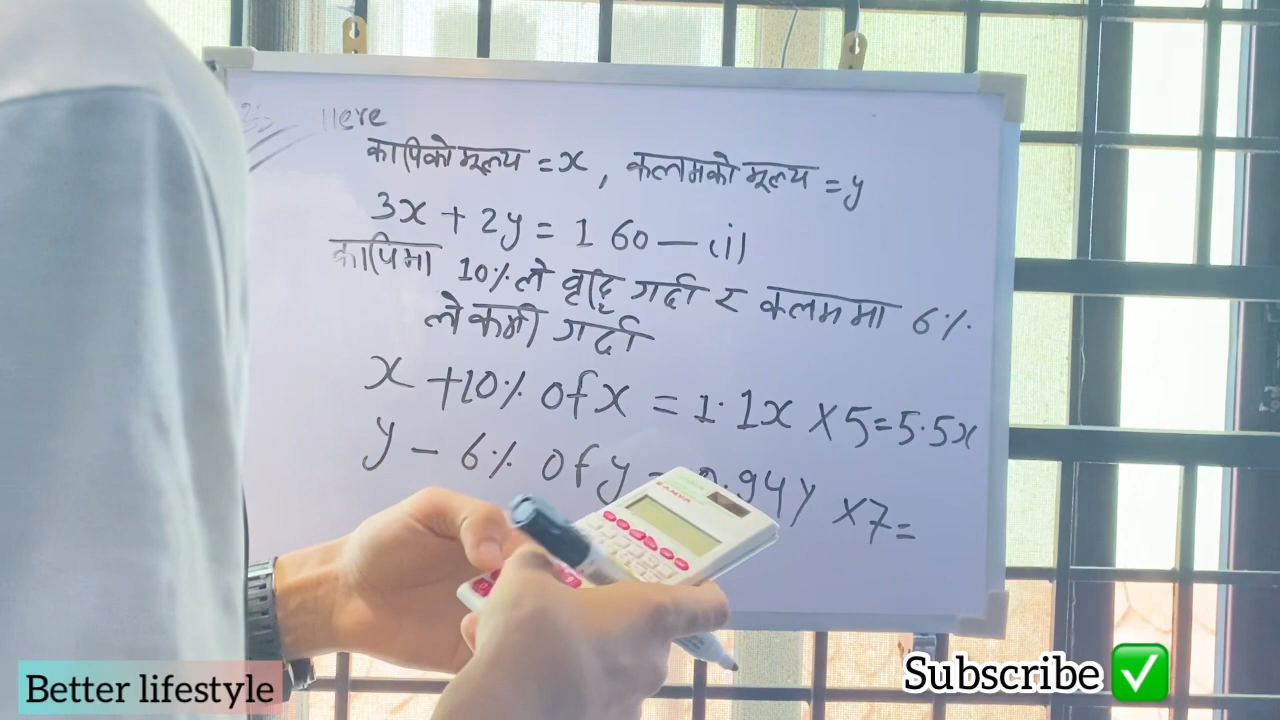 Here
कापिको मूल्य = x , कलमको मूल्य = y
3x + 2y = 160 — (i)
कापिमा 10% ले वृद्धि गर्दा र कलममा 6%
ले कमी गर्दा
x + 10% of x = 1.1x × 5 = 5.5x
y - 6% of y = 0.94y × 7 =
Better lifestyle
Subscribe ✅